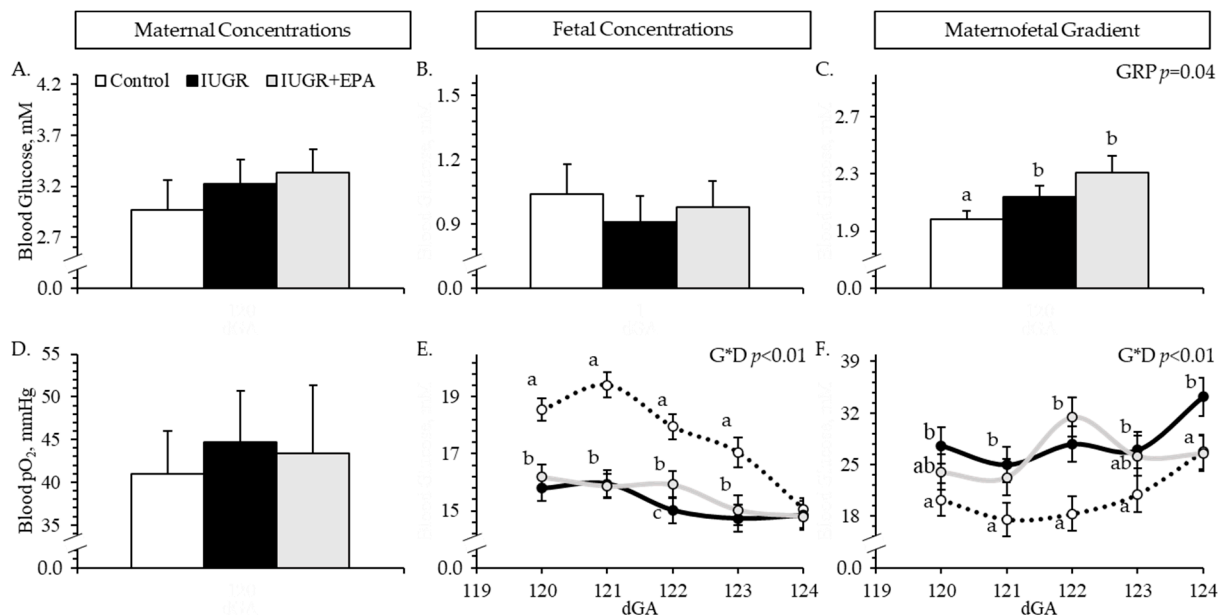 Maternal Concentrations
Fetal Concentrations
Maternofetal Gradient
A.
Control IUGR IUGR+EPA
Blood Glucose, mM
4.2
3.7
3.2
2.7
0.0
B.
1.5
1.2
0.9
0.0
C.
GRP p=0.04
2.7
2.3
1.9
0.0
a
b
b
D.
Blood pO2, mmHg
55
50
45
40
35
0.0
E.
G*D p<0.01
19
17
15
0.0
a
a
a
a
b
b
b
b
c
119 120 121 122 123 124
dGA
F.
G*D p<0.01
39
32
25
18
0.0
b
b
b
b
b
ab
ab
a
a
a
a
a
119 120 121 122 123 124
dGA